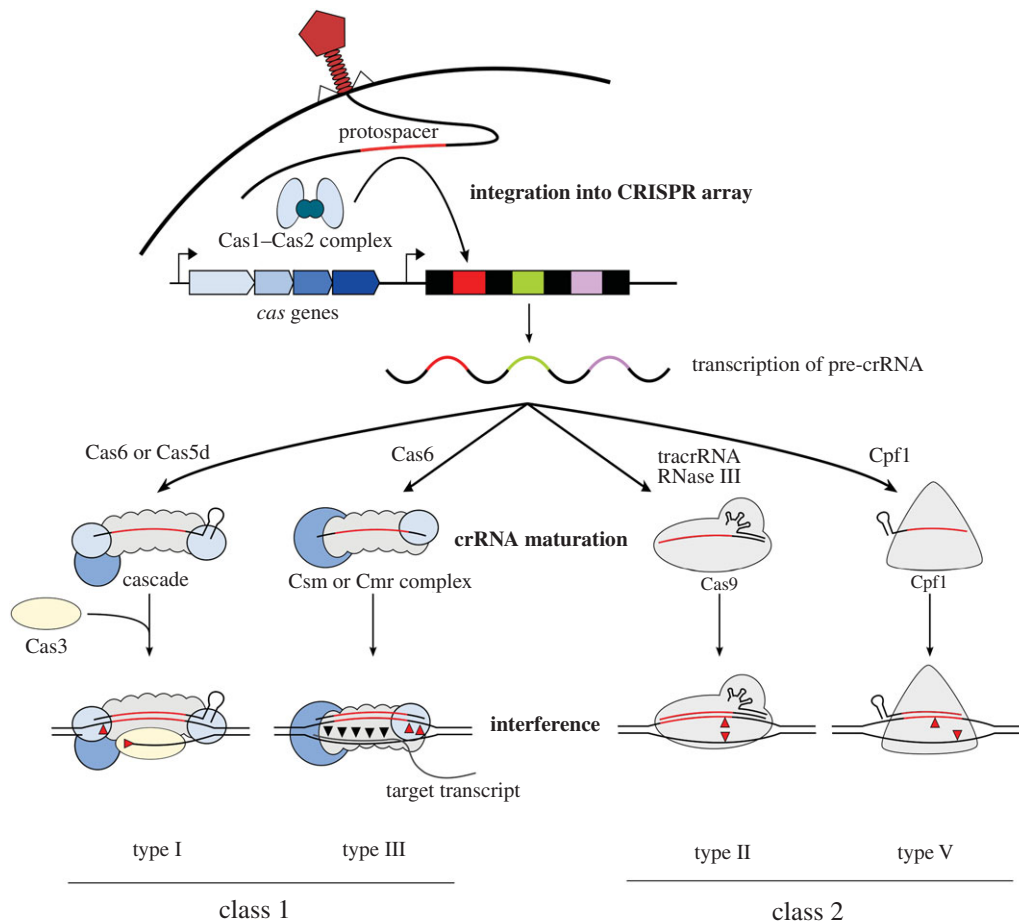 protospacer
integration into CRISPR array
Cas1–Cas2 complex
cas genes
transcription of pre-crRNA
Cas6 or Cas5d
Cas6
tracrRNA
RNase III
Cpf1
crRNA maturation
cascade
Csm or Cmr complex
Cas9
Cpf1
Cas3
interference
target transcript
type I
type III
type II
type V
class 1
class 2